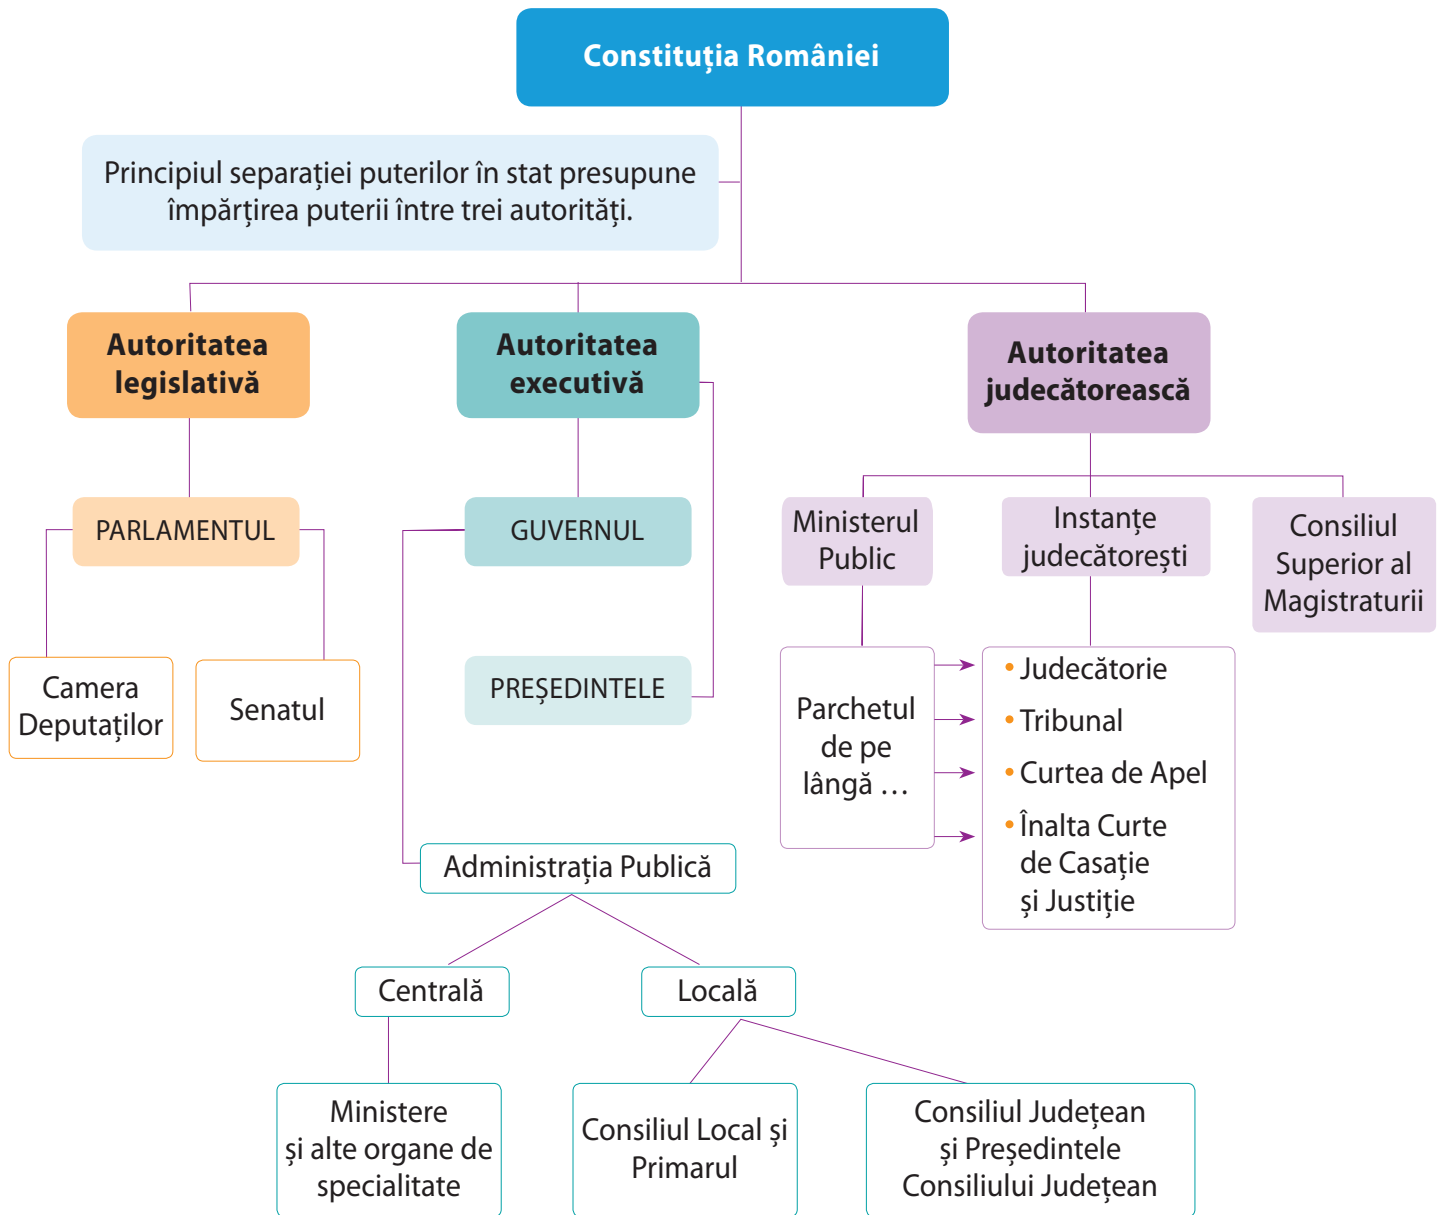 Constituția României
Principiul separației puterilor în stat presupune
împărțirea puterii între trei autorități.
Autoritatea
legislativă
Autoritatea
executivă
Autoritatea
judecătorească
PARLAMENTUL
GUVERNUL
Ministerul
Public
Instanțe
judecătorești
Consiliul
Superior al
Magistraturii
Camera
Deputaților
Senatul
PREȘEDINTELE
Parchetul
de pe
lângă …
• Judecătorie
• Tribunal
• Curtea de Apel
• Înalta Curte
de Casație
și Justiție
Administrația Publică
Centrală
Locală
Ministere
și alte organe de
specialitate
Consiliul Local și
Primarul
Consiliul Județean
și Președintele
Consiliului Județean